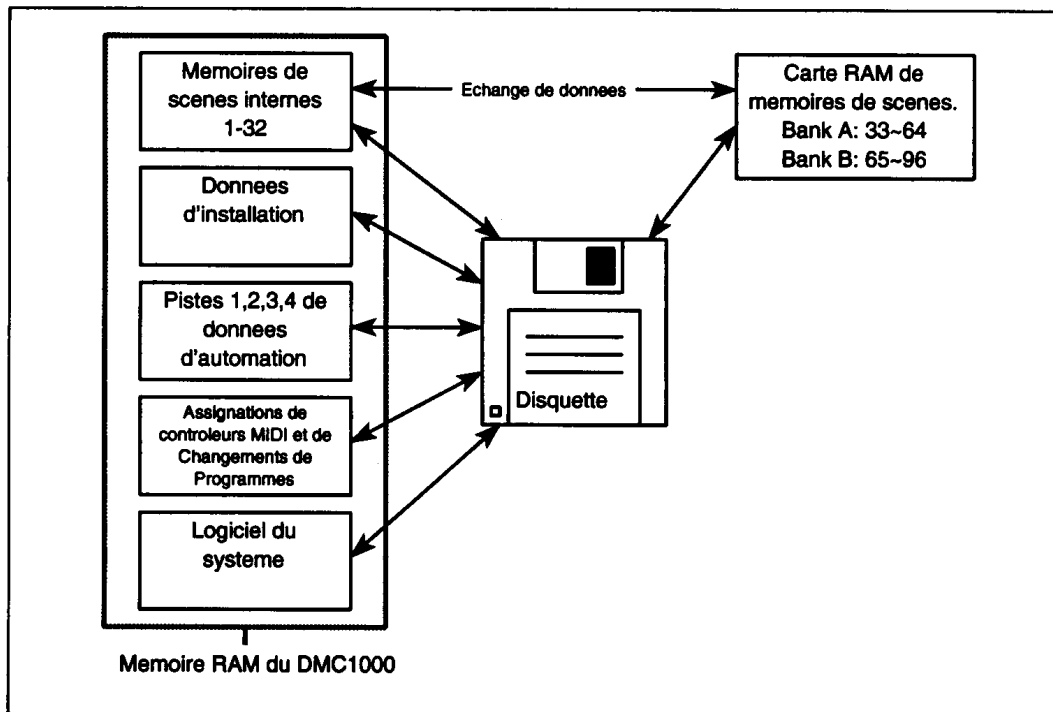 Memoires de
scenes internes
1-32
Echange de donnees
Carte RAM de
memoires de scenes.
Bank A: 33~64
Bank B: 65~96
Donnees
d'installation
Pistes 1,2,3,4 de
donnees
d'automation
Disquette
Assignations de
controleurs MIDI et de
Changements de
Programmes
Logiciel du
systeme
Memoire RAM du DMC1000